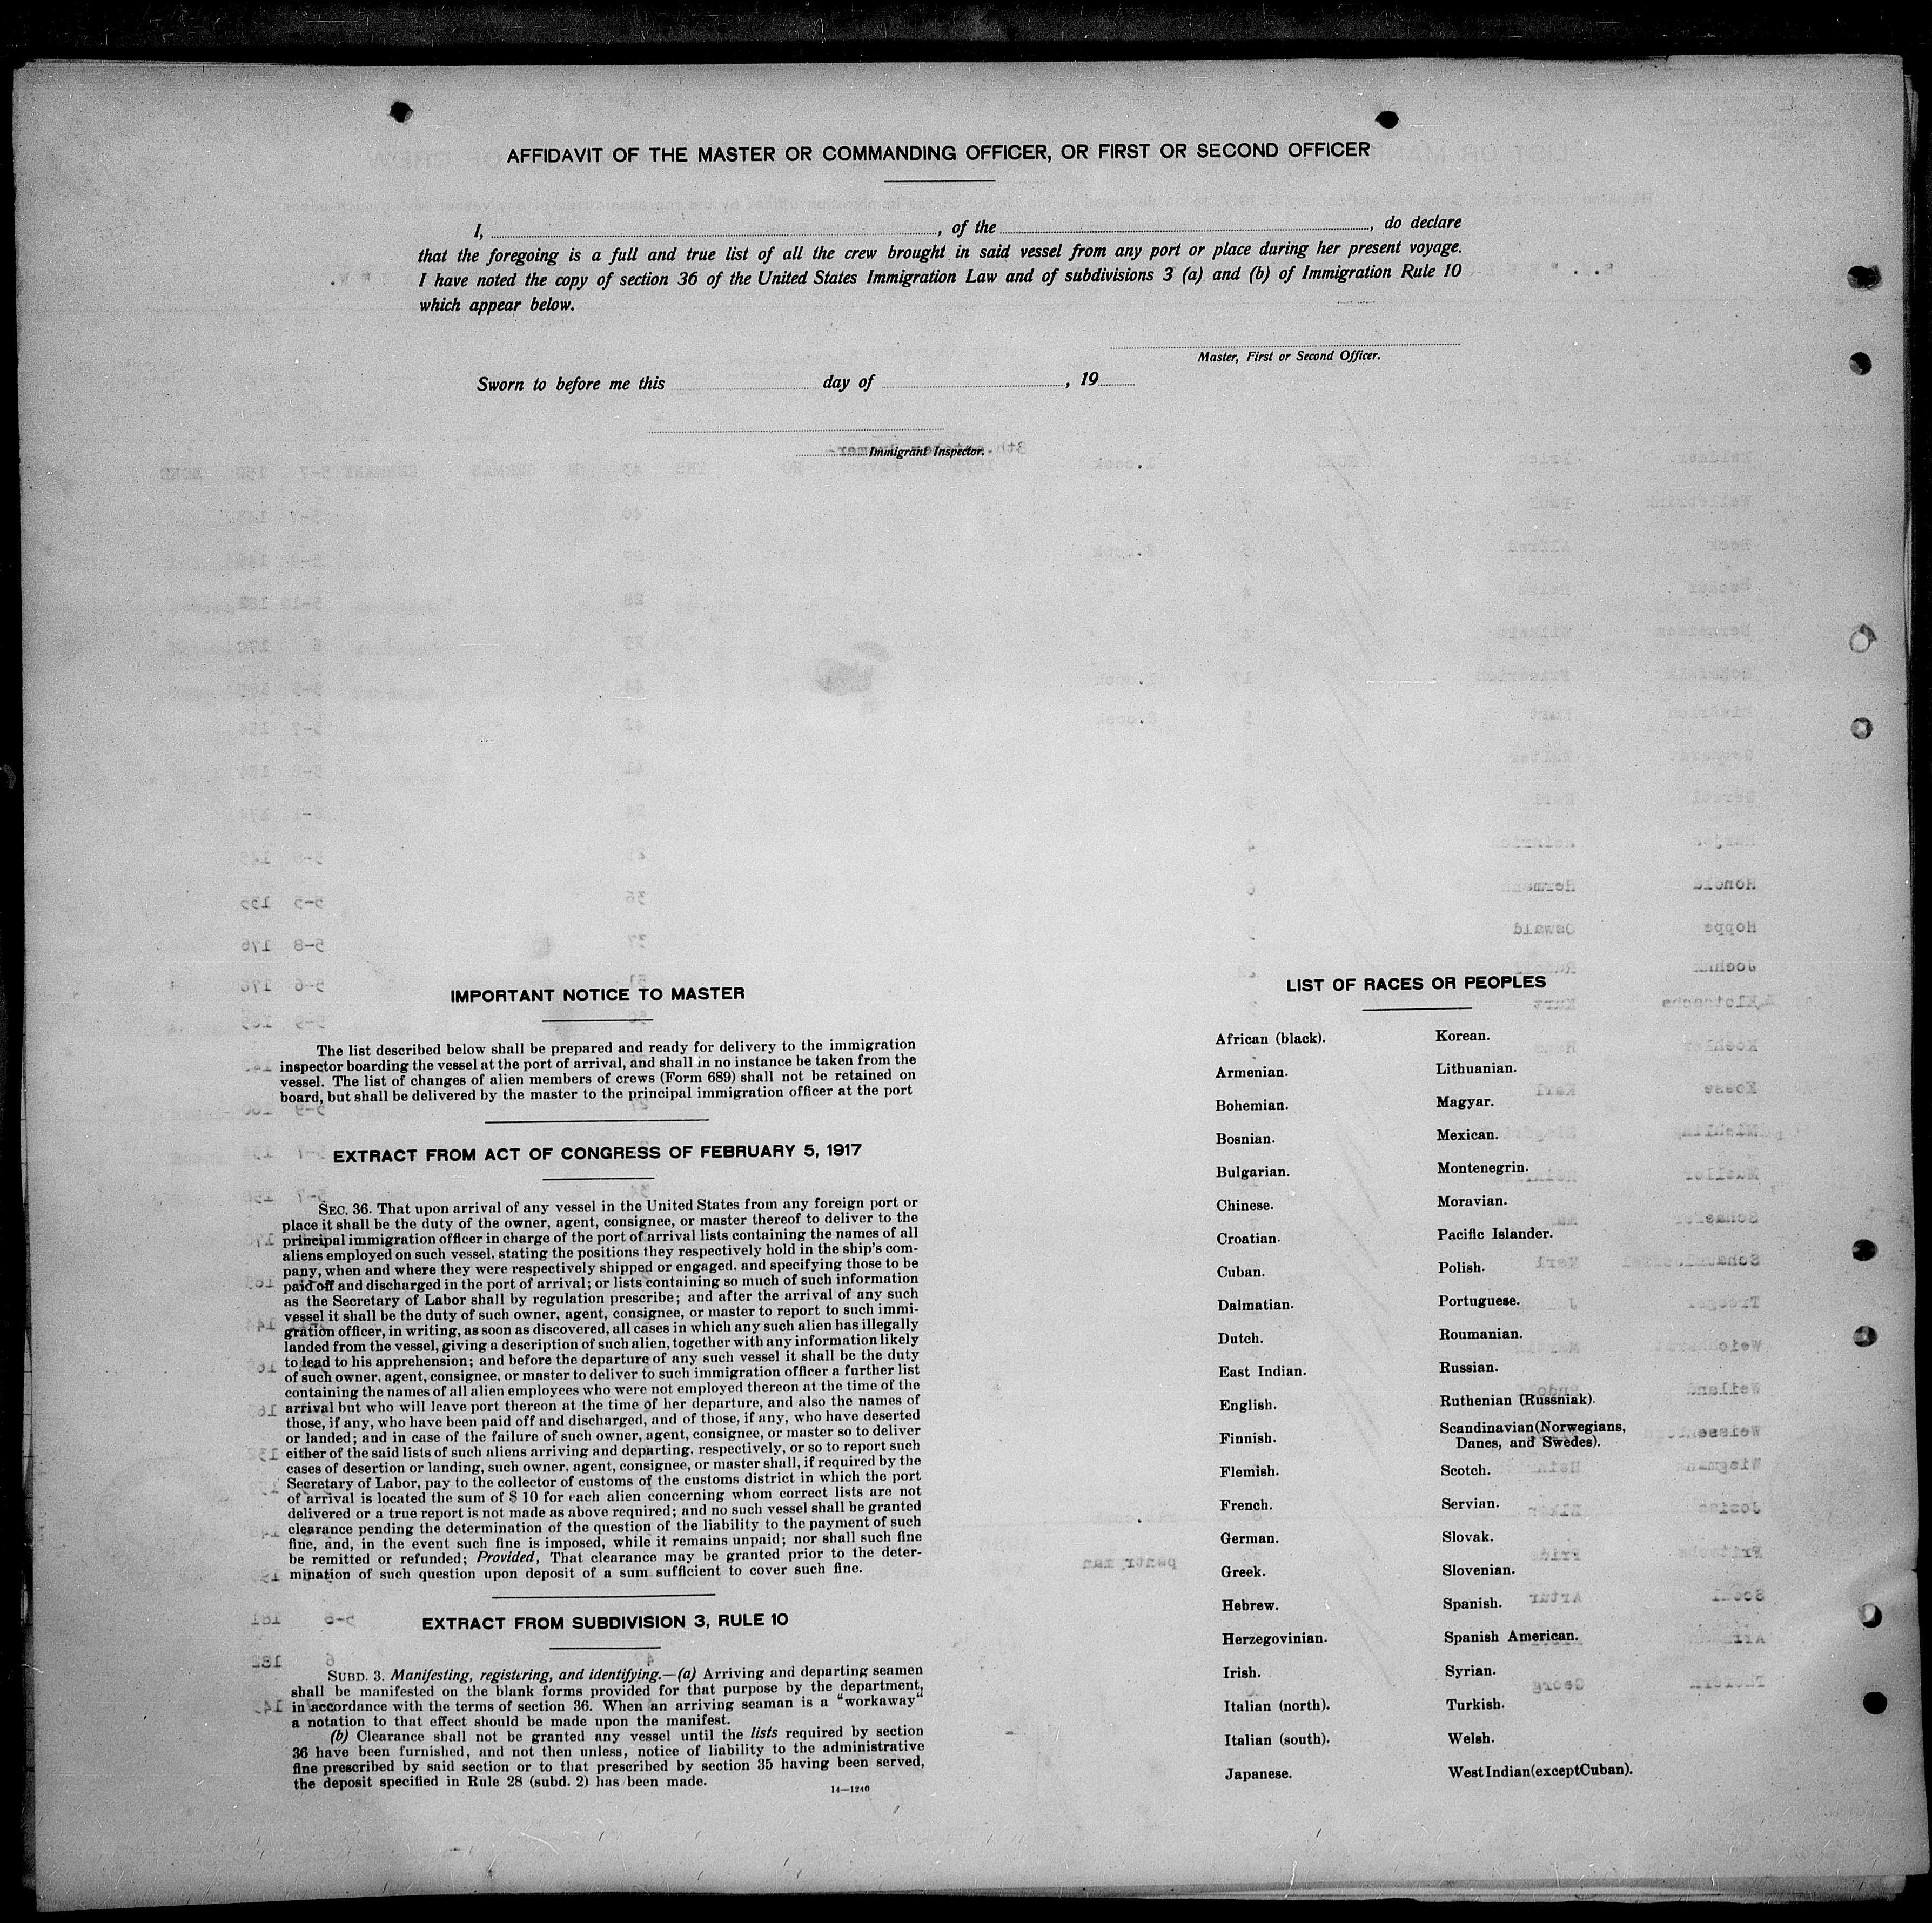 AFFIDAVIT OF THE MASTER OR COMMANDING OFFICER, OR FIRST OR SECOND OFFICER
I, , of the , do declare
that the foregoing is a full and true list of all the crew brought in said vessel from any port or place during her present voyage.
I have noted the copy of section 36 of the United States Immigration Law and of subdivisions 3 (a) and (b) of Immigration Rule 10
which appear below.
Master, First or Second Officer.
Sworn to before me this day of , 19
Immigrant Inspector.
IMPORTANT NOTICE TO MASTER
The list described below shall be prepared and ready for delivery to the immigration
inspector boarding the vessel at the port of arrival, and shall in no instance be taken from the
vessel. The list of changes of alien members of crews (Form 689) shall not be retained on
board, but shall be delivered by the master to the principal immigration officer at the port
EXTRACT FROM ACT OF CONGRESS OF FEBRUARY 5, 1917
SEC. 36. That upon arrival of any vessel in the United States from any foreign port or
place it shall be the duty of the owner, agent, consignee, or master thereof to deliver to the
principal immigration officer in charge of the port of arrival lists containing the names of all
aliens employed on such vessel, stating the positions they respectively hold in the ship's com-
pany, when and where they were respectively shipped or engaged, and specifying those to be
paid off and discharged in the port of arrival; or lists containing so much of such information
as the Secretary of Labor shall by regulation prescribe; and after the arrival of any such
vessel it shall be the duty of such owner, agent, consignee, or master to report to such immi-
gration officer, in writing, as soon as discovered, all cases in which any such alien has illegally
landed from the vessel, giving a description of such alien, together with any information likely
to lead to his apprehension; and before the departure of any such vessel it shall be the duty
of such owner, agent, consignee, or master to deliver to such immigration officer a further list
containing the names of all alien employees who were not employed thereon at the time of the
arrival but who will leave port thereon at the time of her departure, and also the names of
those, if any, who have been paid off and discharged, and of those, if any, who have deserted
or landed; and in case of the failure of such owner, agent, consignee, or master so to deliver
either of the said lists of such aliens arriving and departing, respectively, or so to report such
cases of desertion or landing, such owner, agent, consignee, or master shall, if required by the
Secretary of Labor, pay to the collector of customs of the customs district in which the port
of arrival is located the sum of $ 10 for each alien concerning whom correct lists are not
delivered or a true report is not made as above required; and no such vessel shall be granted
clearance pending the determination of the question of the liability to the payment of such
fine, and, in the event such fine is imposed, while it remains unpaid; nor shall such fine
be remitted or refunded; Provided, That clearance may be granted prior to the deter-
mination of such question upon deposit of a sum sufficient to cover such fine.
EXTRACT FROM SUBDIVISION 3, RULE 10
SUBD. 3. Manifesting, registering, and identifying.—(a) Arriving and departing seamen
shall be manifested on the blank forms provided for that purpose by the department,
in accordance with the terms of section 36. When an arriving seaman is a "workaway"
a notation to that effect should be made upon the manifest.
(b) Clearance shall not be granted any vessel until the lists required by section
36 have been furnished, and not then unless, notice of liability to the administrative
fine prescribed by said section or to that prescribed by section 35 having been served,
the deposit specified in Rule 28 (subd. 2) has been made.
14—1240
LIST OF RACES OR PEOPLES
African (black).
Armenian.
Bohemian.
Bosnian.
Bulgarian.
Chinese.
Croatian.
Cuban.
Dalmatian.
Dutch.
East Indian.
English.
Finnish.
Flemish.
French.
German.
Greek.
Hebrew.
Herzegovinian.
Irish.
Italian (north).
Italian (south).
Japanese.
Korean.
Lithuanian.
Magyar.
Mexican.
Montenegrin.
Moravian.
Pacific Islander.
Polish.
Portuguese.
Roumanian.
Russian.
Ruthenian (Russniak).
Scandinavian (Norwegians,
Danes, and Swedes).
Scotch.
Servian.
Slovak.
Slovenian.
Spanish.
Spanish American.
Syrian.
Turkish.
Welsh.
West Indian (except Cuban).